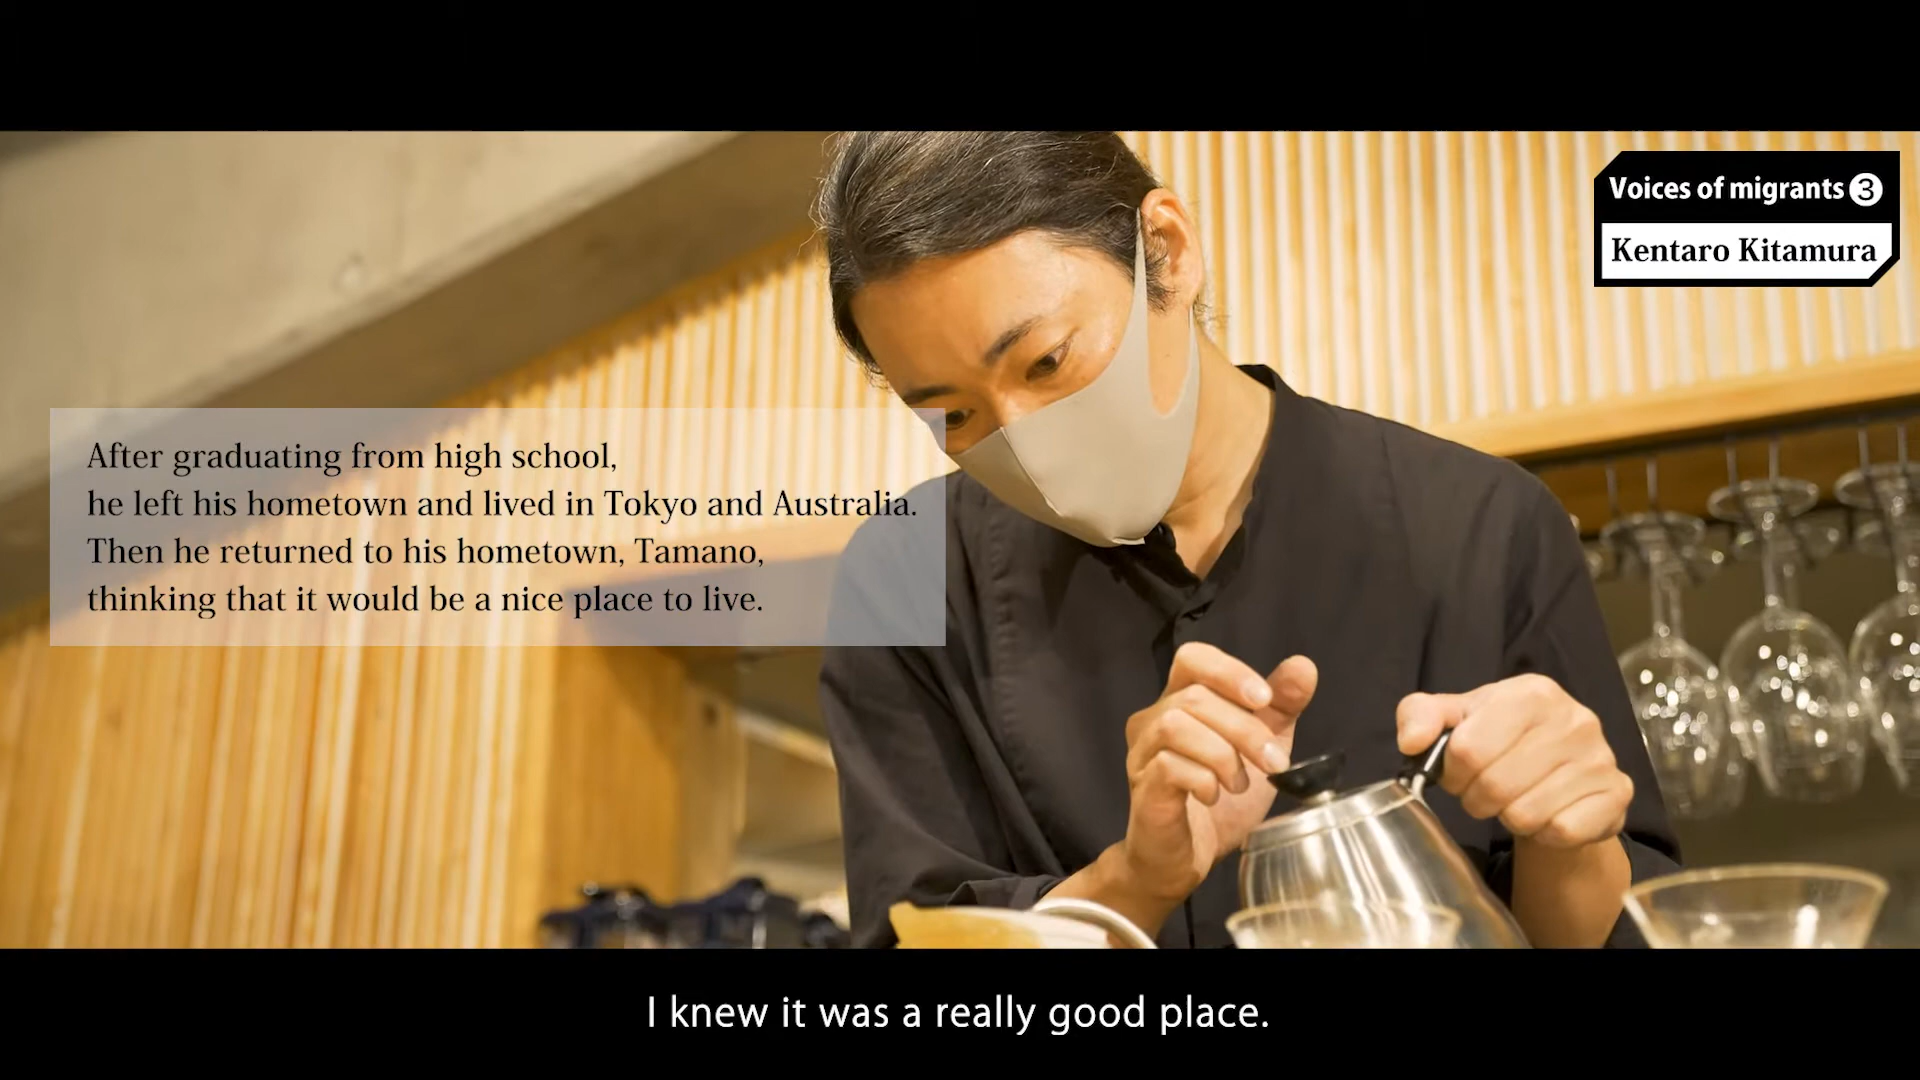 Voices of migrants ❸
Kentaro Kitamura
After graduating from high school,
he left his hometown and lived in Tokyo and Australia.
Then he returned to his hometown, Tamano,
thinking that it would be a nice place to live.
I knew it was a really good place.